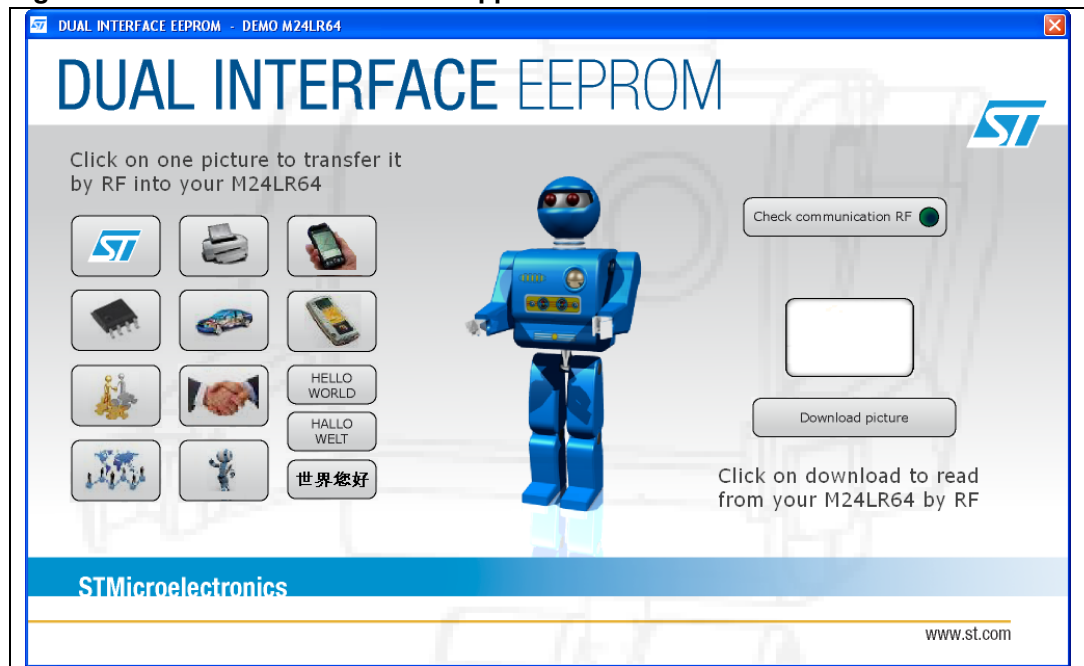 DUAL INTERFACE EEPROM - DEMO M24LR64
DUAL INTERFACE EEPROM
ST
Click on one picture to transfer it
by RF into your M24LR64
ST
HELLO
WORLD
HALLO
WELT
世界您好
Check communication RF
Download picture
Click on download to read
from your M24LR64 by RF
STMicroelectronics
www.st.com